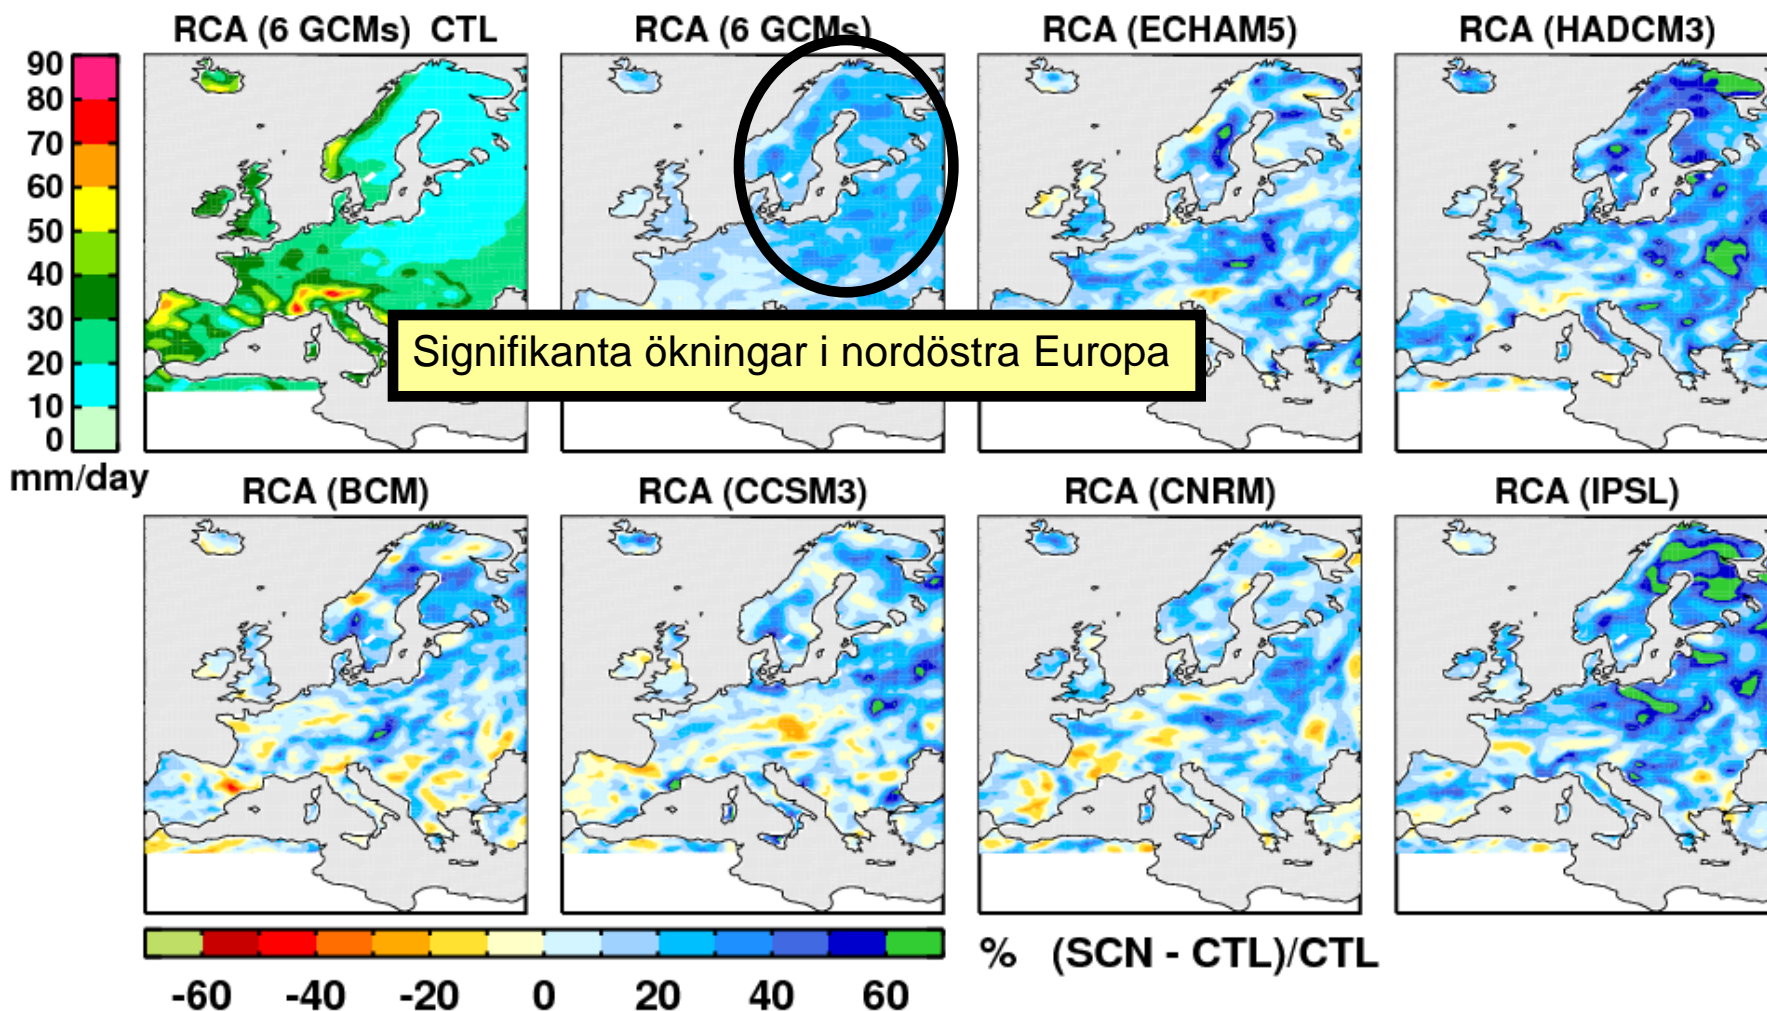 RCA (6 GCMs) CTL
RCA (6 GCMs)
RCA (ECHAM5)
RCA (HADCM3)
90
80
70
60
50
40
30
20
10
0
mm/day
Signifikanta ökningar i nordöstra Europa
RCA (BCM)
RCA (CCSM3)
RCA (CNRM)
RCA (IPSL)
% (SCN - CTL)/CTL
-60 -40 -20 0 20 40 60